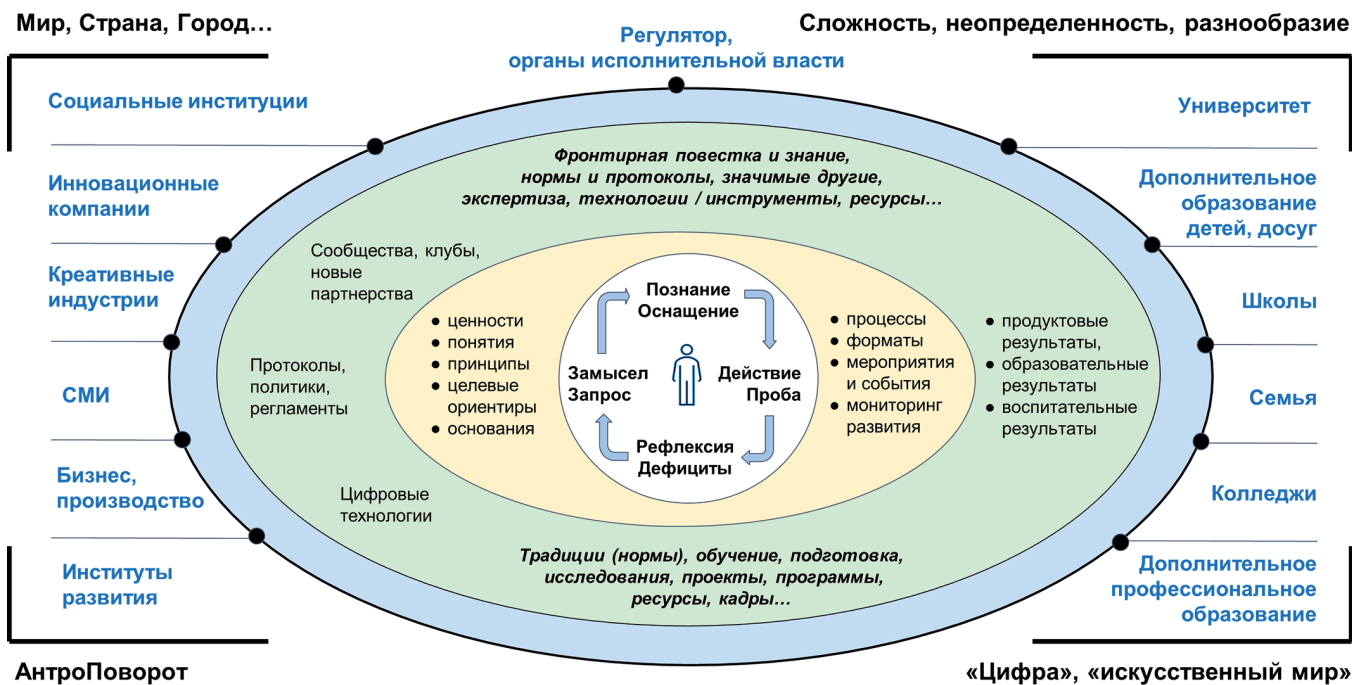 Мир, Страна, Город…
Сложность, неопределенность, разнообразие
Регулятор,
органы исполнительной власти
Социальные институции
Инновационные
компании
Креативные
индустрии
СМИ
Бизнес,
производство
Институты
развития
Университет
Дополнительное
образование
детей, досуг
Школы
Семья
Колледжи
Дополнительное
профессиональное
образование
Фронтирная повестка и знание,
нормы и протоколы, значимые другие,
экспертиза, технологии / инструменты, ресурсы…
Сообщества, клубы,
новые
партнерства
Протоколы,
политики,
регламенты
Цифровые
технологии
● ценности
● понятия
● принципы
● целевые
ориентиры
● основания
Познание
Оснащение
Замысел
Запрос
Действие
Проба
Рефлексия
Дефициты
● процессы
● форматы
● мероприятия
и события
● мониторинг
развития
● продуктовые
результаты,
● образовательные
результаты
● воспитательные
результаты
Традиции (нормы), обучение, подготовка,
исследования, проекты, программы,
ресурсы, кадры…
АнтроПоворот
«Цифра», «искусственный мир»